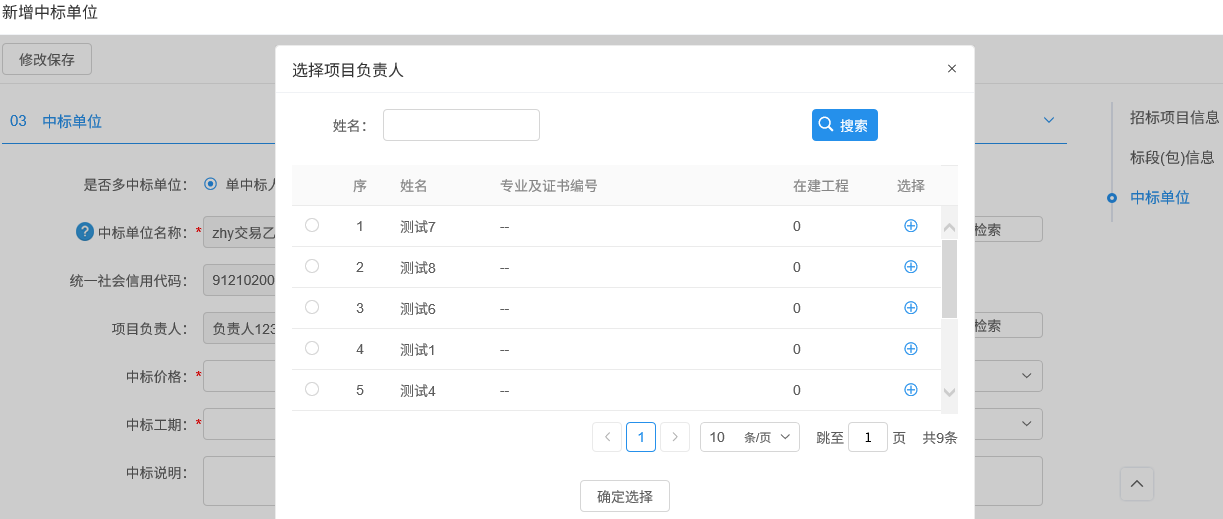 新增中标单位
修改保存
选择项目负责人
×
03 中标单位
姓名：
搜索
招标项目信息
标段(包)信息
中标单位
是否多中标单位：
单中标人
? 中标单位名称：
* zhy交易乙
检索
统一社会信用代码：
91210200
项目负责人：
负责人123
检索
中标价格：*
中标工期：*
中标说明：
序 姓名 专业及证书编号 在建工程 选择
1 测试7 -- 0
2 测试8 -- 0
3 测试6 -- 0
4 测试1 -- 0
5 测试4 -- 0
1 10 条/页 跳至 1 页 共9条
确定选择